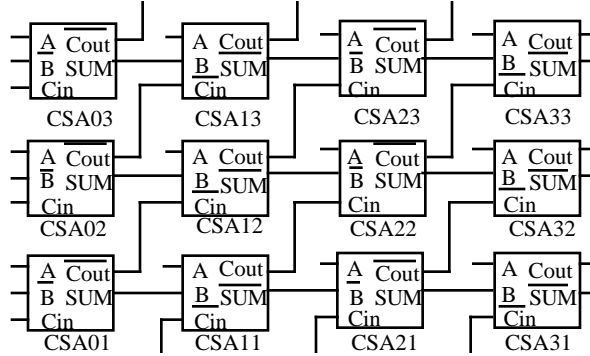 A Cout
B SUM
Cin
CSA03
A Cout
B SUM
Cin
CSA13
A Cout
B SUM
Cin
CSA23
A Cout
B SUM
Cin
CSA33
A Cout
B SUM
Cin
CSA02
A Cout
B SUM
Cin
CSA12
A Cout
B SUM
Cin
CSA22
A Cout
B SUM
Cin
CSA32
A Cout
B SUM
Cin
CSA01
A Cout
B SUM
Cin
CSA11
A Cout
B SUM
Cin
CSA21
A Cout
B SUM
Cin
CSA31